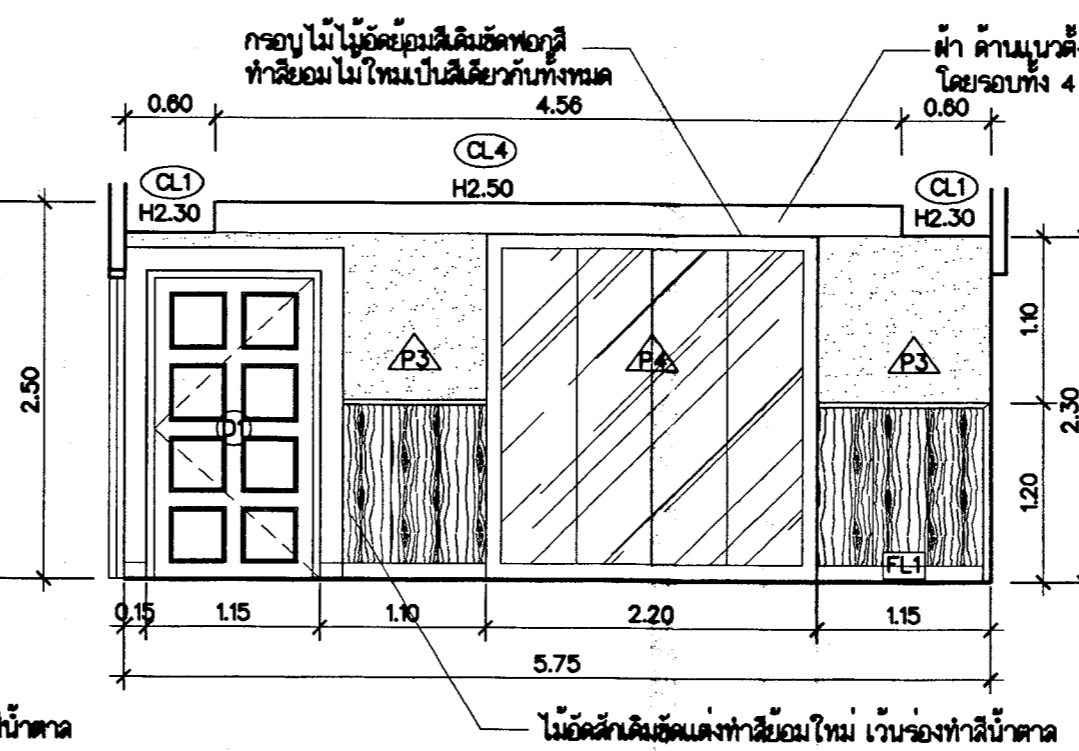 กรอบไม้ไม้อัดย้อมสีเดิมขัดฟอกสี
ทำสีย้อมไม้ใหม่เป็นสีเดียวกันทั้งหมด
ฝ้า ด้านแนวตั้ง
โดยรอบทั้ง 4
0.60
4.56
0.60
CL1
H2.30
CL4
H2.50
CL1
H2.30
2.50
P3
P4
P3
D1
1.10
2.30
1.20
FL1
0.15
1.15
1.10
2.20
1.15
5.75
สีน้ำตาล
ไม้อัดสักเดิมขัดแต่งทำสีย้อมใหม่ เว้นร่องทำสีน้ำตาล